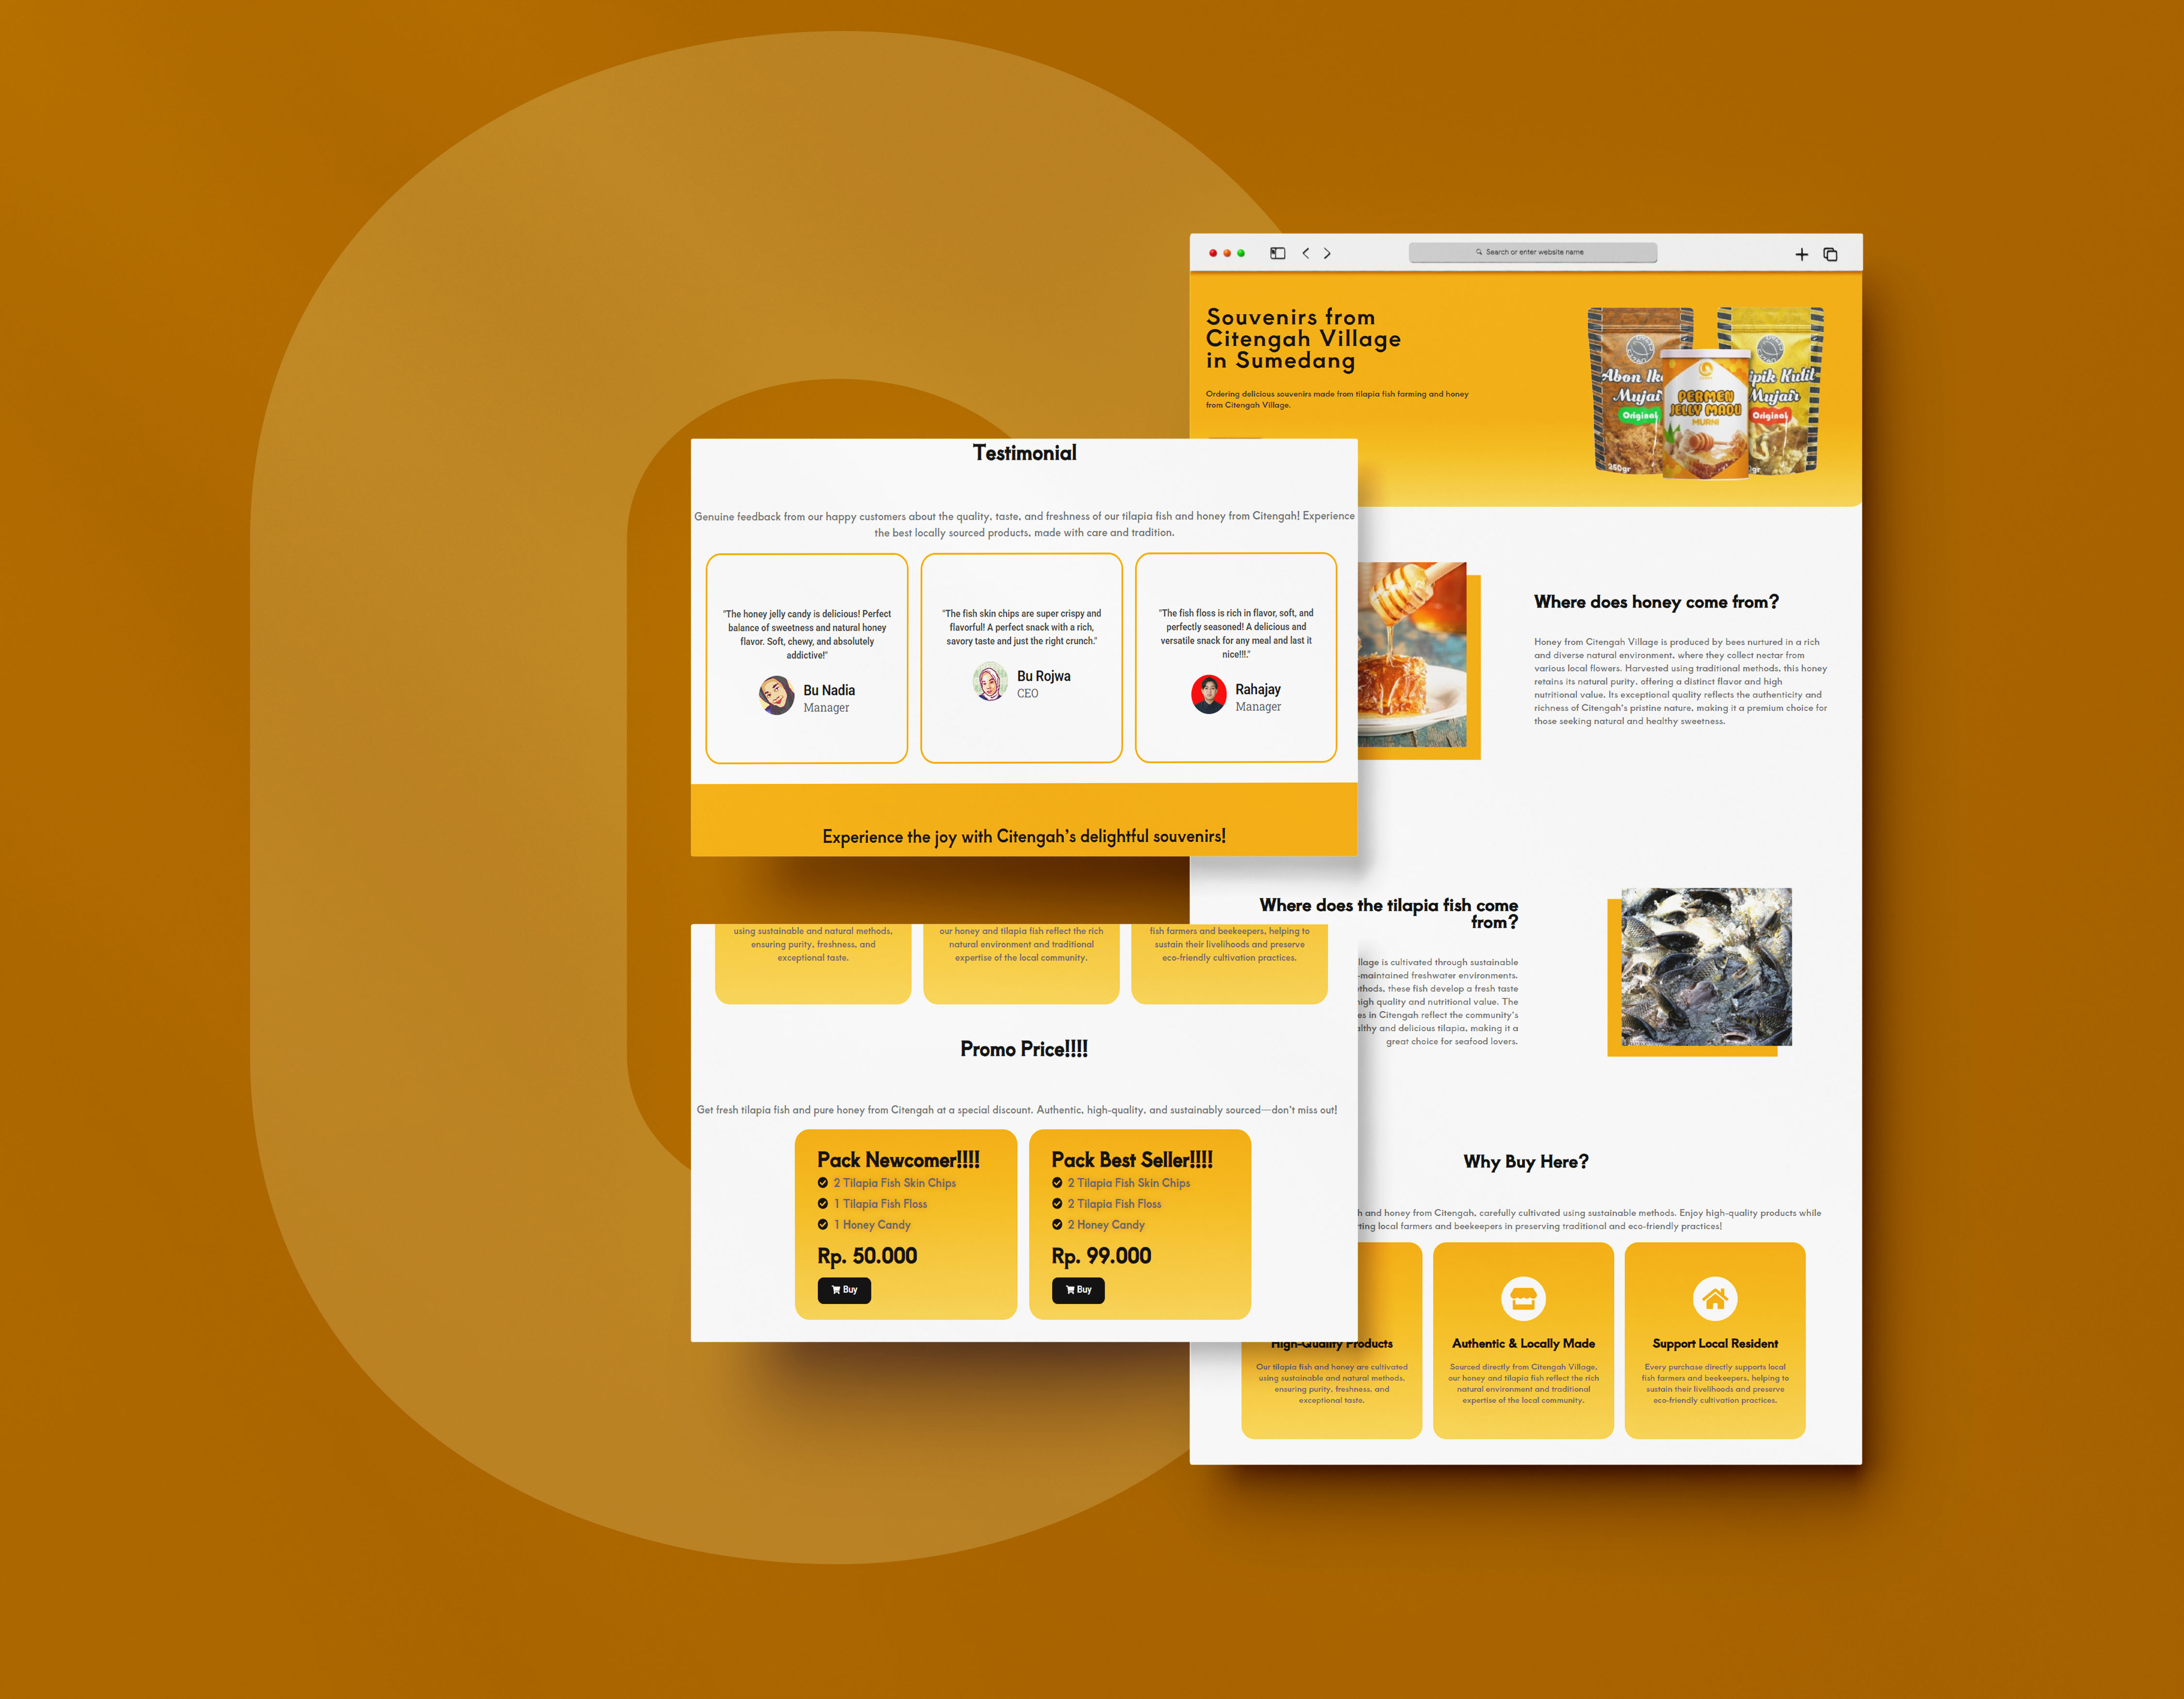 Search or enter website name
Souvenirs from
Citengah Village
in Sumedang
Ordering delicious souvenirs made from tilapia fish farming and honey
from Citengah Village.
Abon
Mujai
Original
250gr
PERMEN
JELLY MADU
MURNI
ipik Kulit
Mujair
Original
gr
Testimonial
Genuine feedback from our happy customers about the quality, taste, and freshness of our tilapia fish and honey from Citengah! Experience
the best locally sourced products, made with care and tradition.
"The honey jelly candy is delicious! Perfect
balance of sweetness and natural honey
flavor. Soft, chewy, and absolutely
addictive!"
Bu Nadia
Manager
"The fish skin chips are super crispy and
flavorful! A perfect snack with a rich,
savory taste and just the right crunch."
Bu Rojwa
CEO
"The fish floss is rich in flavor, soft, and
perfectly seasoned! A delicious and
versatile snack for any meal and last it
nice!!!."
Rahajay
Manager
Experience the joy with Citengah's delightful souvenirs!
Where does honey come from?
Honey from Citengah Village is produced by bees nurtured in a rich
and diverse natural environment, where they collect nectar from
various local flowers. Harvested using traditional methods, this honey
retains its natural purity, offering a distinct flavor and high
nutritional value. Its exceptional quality reflects the authenticity and
richness of Citengah's pristine nature, making it a premium choice for
those seeking natural and healthy sweetness.
Where does the tilapia fish come
from?
llage is cultivated through sustainable
-maintained freshwater environments.
thods, these fish develop a fresh taste
high quality and nutritional value. The
es in Citengah reflect the community's
althy and delicious tilapia, making it a
great choice for seafood lovers.
using sustainable and natural methods,
ensuring purity, freshness, and
exceptional taste.
our honey and tilapia fish reflect the rich
natural environment and traditional
expertise of the local community.
fish farmers and beekeepers, helping to
sustain their livelihoods and preserve
eco-friendly cultivation practices.
Promo Price!!!!
Get fresh tilapia fish and pure honey from Citengah at a special discount. Authentic, high-quality, and sustainably sourced—don't miss out!
Pack Newcomer!!!!
2 Tilapia Fish Skin Chips
1 Tilapia Fish Floss
1 Honey Candy
Rp. 50.000
Buy
Pack Best Seller!!!!
2 Tilapia Fish Skin Chips
2 Tilapia Fish Floss
2 Honey Candy
Rp. 99.000
Buy
Why Buy Here?
h and honey from Citengah, carefully cultivated using sustainable methods. Enjoy high-quality products while
ting local farmers and beekeepers in preserving traditional and eco-friendly practices!
High-Quality Products
Our tilapia fish and honey are cultivated
using sustainable and natural methods,
ensuring purity, freshness, and
exceptional taste.
Authentic & Locally Made
Sourced directly from Citengah Village,
our honey and tilapia fish reflect the rich
natural environment and traditional
expertise of the local community.
Support Local Resident
Every purchase directly supports local
fish farmers and beekeepers, helping to
sustain their livelihoods and preserve
eco-friendly cultivation practices.